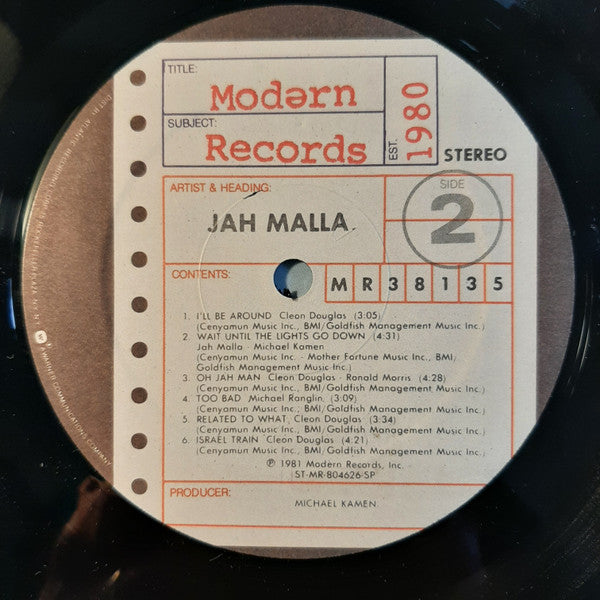 TITLE:
Modərn
SUBJECT:
Records
EST.
1980
STEREO
ARTIST & HEADING:
JAH MALLA
SIDE
2
CONTENTS:
MR38135
1. I'LL BE AROUND Cleon Douglas (3:05)
(Cenyamun Music Inc., BMI/Goldfish Management Music Inc.)
2. WAIT UNTIL THE LIGHTS GO DOWN (4:31)
Jah Malla - Michael Kamen
(Cenyamun Music Inc. - Mother Fortune Music Inc., BMI/
Goldfish Management Music Inc.)
3. OH JAH MAN Cleon Douglas - Ronald Morris (4:28)
(Cenyamun Music Inc., BMI/Goldfish Management Music Inc.)
4. TOO BAD Michael Ranglin (3:09)
(Cenyamun Music Inc., BMI/Goldfish Management Music Inc.)
5. RELATED TO WHAT Cleon Douglas (3:34)
(Cenyamun Music Inc., BMI/Goldfish Management Music Inc.)
6. ISRAEL TRAIN Cleon Douglas (4:21)
(Cenyamun Music Inc., BMI/Goldfish Management Music Inc.)
℗ 1981 Modern Records, Inc.
ST-MR-804626-SP
PRODUCER:
MICHAEL KAMEN
WARNER COMMUNICATIONS COMPANY